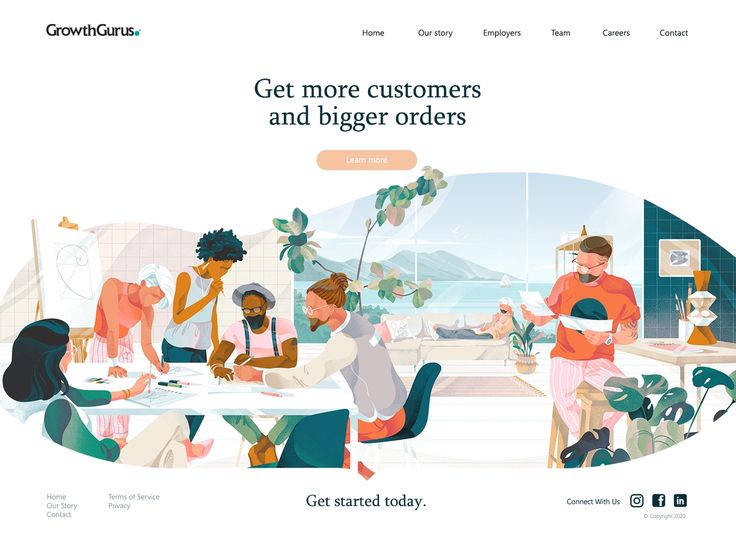 GrowthGurus.
Home Our story Employers Team Careers Contact
Get more customers
and bigger orders
Learn more
Home Terms of Service
Our Story Privacy
Contact
Get started today.
Connect With Us
© Copyright 2020